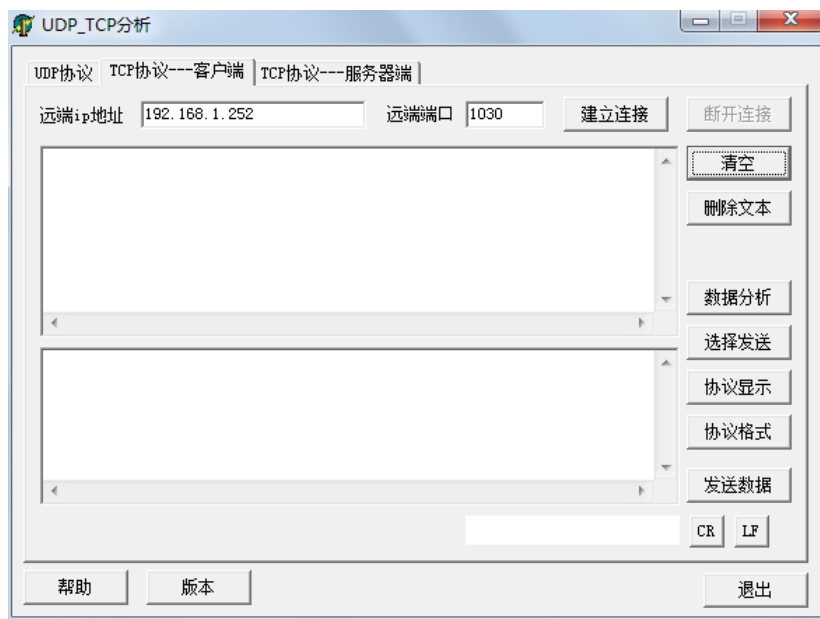 UDP_TCP分析
UDP协议 TCP协议---客户端 TCP协议---服务器端
远端ip地址 192.168.1.252 远端端口 1030 建立连接 断开连接
清空
删除文本
数据分析
选择发送
协议显示
协议格式
发送数据
CR LF
帮助 版本 退出